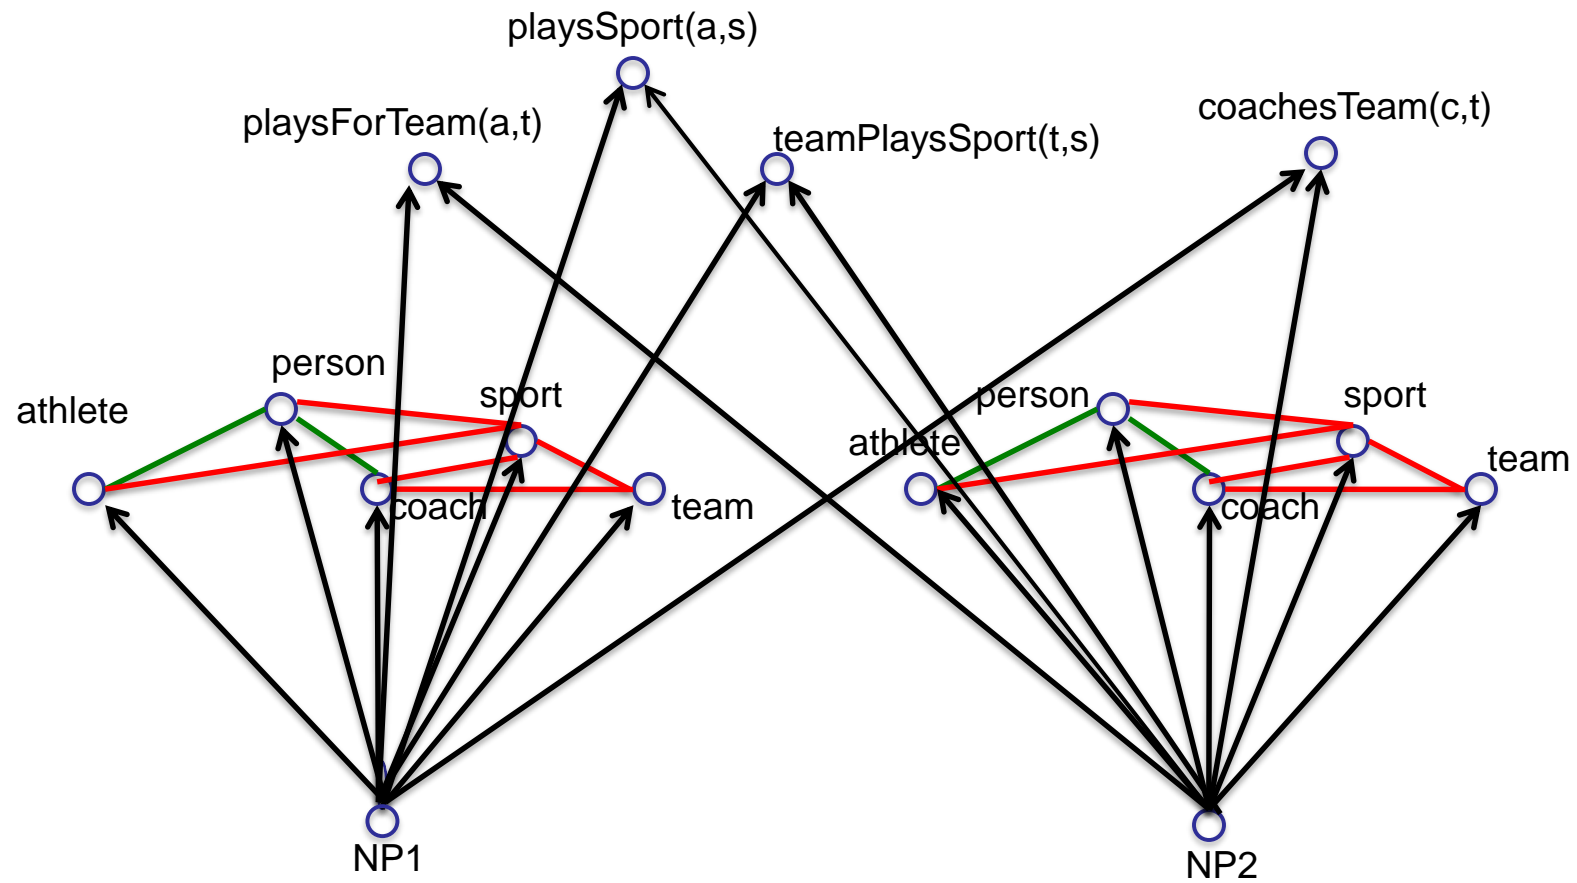 playsSport(a,s)
playsForTeam(a,t)
teamPlaysSport(t,s)
coachesTeam(c,t)
person
sport
athlete
coach
team
person
sport
athlete
team
coach
NP1
NP2